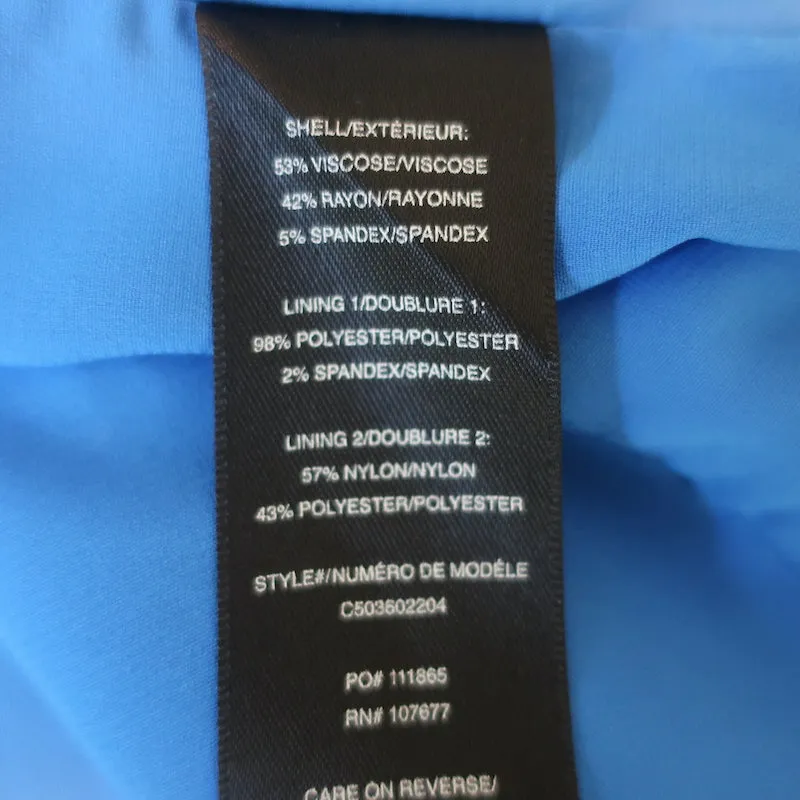 SHELL/EXTÉRIEUR:
53% VISCOSE/VISCOSE
42% RAYON/RAYONNE
5% SPANDEX/SPANDEX
LINING 1/DOUBLURE 1:
98% POLYESTER/POLYESTER
2% SPANDEX/SPANDEX
LINING 2/DOUBLURE 2:
57% NYLON/NYLON
43% POLYESTER/POLYESTER
STYLE#/NUMÉRO DE MODÉLE
C503602204
PO# 111865
RN# 107677
CARE ON REVERSE/